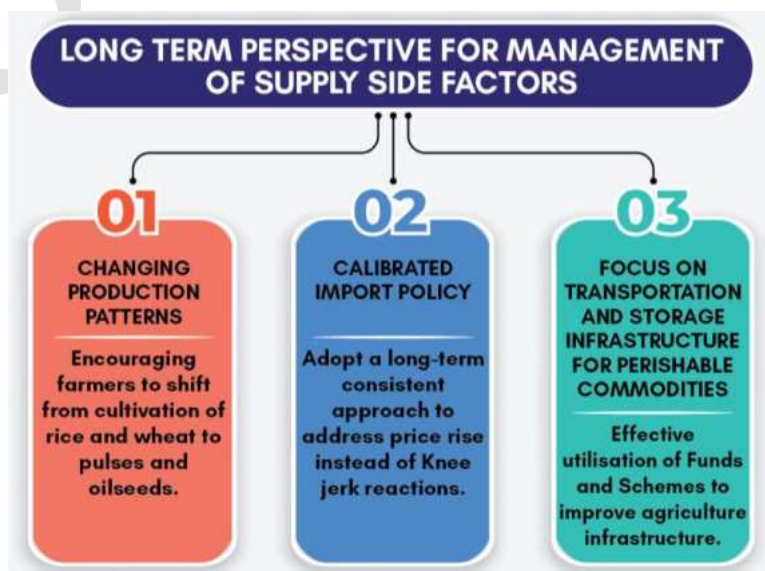 LONG TERM PERSPECTIVE FOR MANAGEMENT
OF SUPPLY SIDE FACTORS
01
CHANGING
PRODUCTION
PATTERNS
Encouraging
farmers to shift
from cultivation of
rice and wheat to
pulses and
oilseeds.
02
CALIBRATED
IMPORT POLICY
Adopt a long-term
consistent
approach to
address price rise
instead of Knee
jerk reactions.
03
FOCUS ON
TRANSPORTATION
AND STORAGE
INFRASTRUCTURE
FOR PERISHABLE
COMMODITIES
Effective
utilisation of Funds
and Schemes to
improve agriculture
infrastructure.